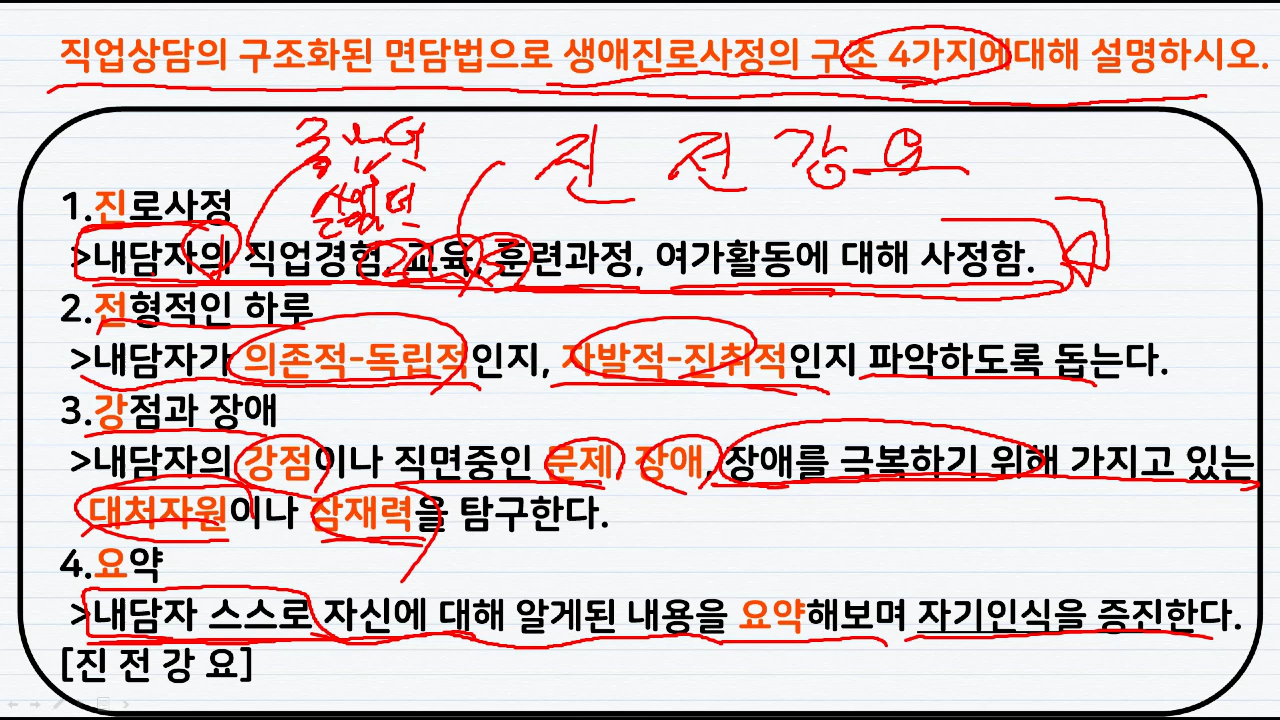 직업상담의 구조화된 면담법으로 생애진로사정의 구조 4가지에대해 설명하시오.
진 전 강 요
1.진로사정
>내담자의 직업경험, 교육, 훈련과정, 여가활동에 대해 사정함.
2.전형적인 하루
>내담자가 의존적-독립적인지, 자발적-진취적인지 파악하도록 돕는다.
3.강점과 장애
>내담자의 강점이나 직면중인 문제, 장애, 장애를 극복하기 위해 가지고 있는
대처자원이나 잠재력을 탐구한다.
4.요약
>내담자 스스로 자신에 대해 알게된 내용을 요약해보며 자기인식을 증진한다.
[진 전 강 요]